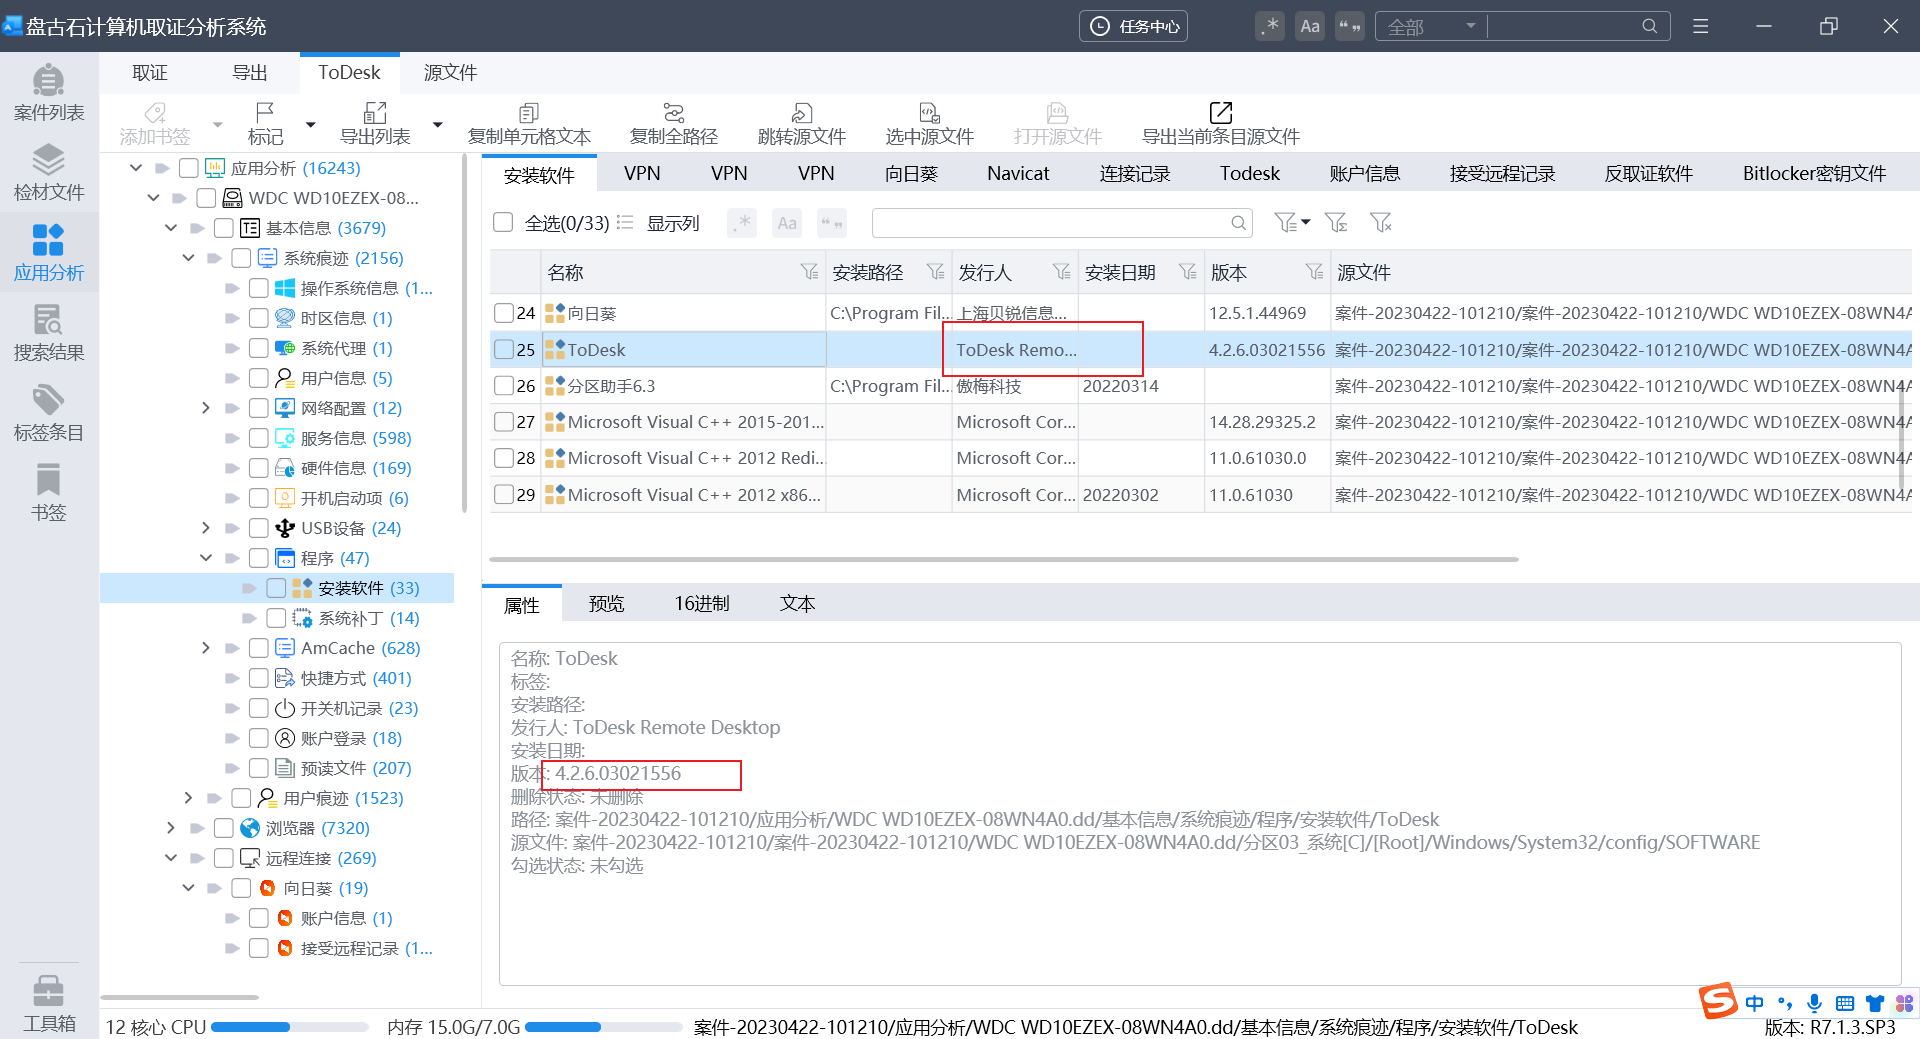 盘古石计算机取证分析系统
任务中心
.*
Aa
全部
取证
导出
ToDesk
源文件
案件列表
检材文件
应用分析
搜索结果
标签条目
书签
工具箱
添加书签
标记
导出列表
复制单元格文本
复制全路径
跳转源文件
选中源文件
打开源文件
导出当前条目源文件
应用分析 (16243)
WDC WD10EZEX-08...
基本信息 (3679)
系统痕迹 (2156)
操作系统信息 (1...
时区信息 (1)
系统代理 (1)
用户信息 (5)
网络配置 (12)
服务信息 (598)
硬件信息 (169)
开机启动项 (6)
USB设备 (24)
程序 (47)
安装软件 (33)
系统补丁 (14)
AmCache (628)
快捷方式 (401)
开关机记录 (23)
账户登录 (18)
预读文件 (207)
用户痕迹 (1523)
浏览器 (7320)
远程连接 (269)
向日葵 (19)
账户信息 (1)
接受远程记录 (1...
安装软件 VPN VPN VPN 向日葵 Navicat 连接记录 Todesk 账户信息 接受远程记录 反取证软件 Bitlocker密钥文件
全选(0/33) 显示列 .* Aa
名称 安装路径 发行人 安装日期 版本 源文件
24 向日葵 C:\Program Fil... 上海贝锐信息... 12.5.1.44969 案件-20230422-101210/案件-20230422-101210/WDC WD10EZEX-08WN4A
25 ToDesk ToDesk Remo... 4.2.6.03021556 案件-20230422-101210/案件-20230422-101210/WDC WD10EZEX-08WN4A
26 分区助手6.3 C:\Program Fil... 傲梅科技 20220314 案件-20230422-101210/案件-20230422-101210/WDC WD10EZEX-08WN4A
27 Microsoft Visual C++ 2015-201... Microsoft Cor... 14.28.29325.2 案件-20230422-101210/案件-20230422-101210/WDC WD10EZEX-08WN4A
28 Microsoft Visual C++ 2012 Redi... Microsoft Cor... 11.0.61030.0 案件-20230422-101210/案件-20230422-101210/WDC WD10EZEX-08WN4A
29 Microsoft Visual C++ 2012 x86... Microsoft Cor... 20220302 11.0.61030 案件-20230422-101210/案件-20230422-101210/WDC WD10EZEX-08WN4A
属性 预览 16进制 文本
名称: ToDesk
标签:
安装路径:
发行人: ToDesk Remote Desktop
安装日期:
版本: 4.2.6.03021556
删除状态: 未删除
路径: 案件-20230422-101210/应用分析/WDC WD10EZEX-08WN4A0.dd/基本信息/系统痕迹/程序/安装软件/ToDesk
源文件: 案件-20230422-101210/案件-20230422-101210/WDC WD10EZEX-08WN4A0.dd/分区03_系统[C]/[Root]/Windows/System32/config/SOFTWARE
勾选状态: 未勾选
中
12 核心 CPU 内存 15.0G/7.0G 案件-20230422-101210/应用分析/WDC WD10EZEX-08WN4A0.dd/基本信息/系统痕迹/程序/安装软件/ToDesk 版本: R7.1.3.SP3